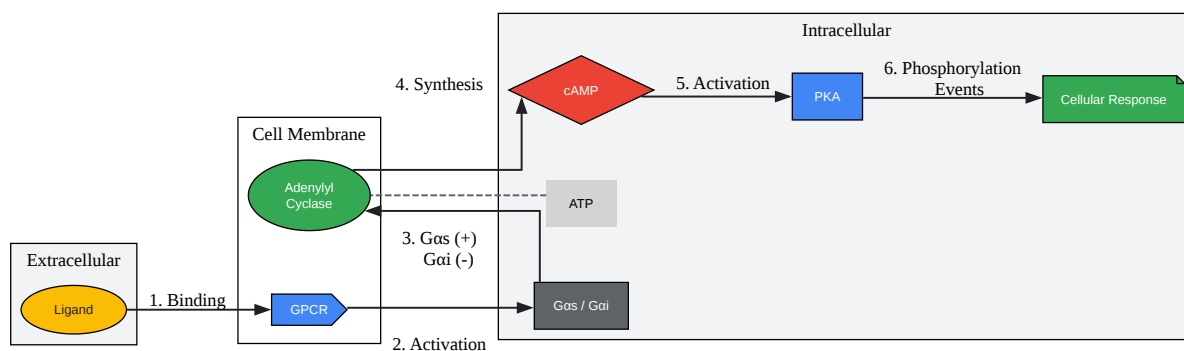 Intracellular
4. Synthesis
cAMP
5. Activation
PKA
6. Phosphorylation
Events
Cellular Response
Cell Membrane
Adenylyl
Cyclase
ATP
3. Gαs (+)
Gαi (-)
Extracellular
Ligand
1. Binding
GPCR
2. Activation
Gαs / Gαi